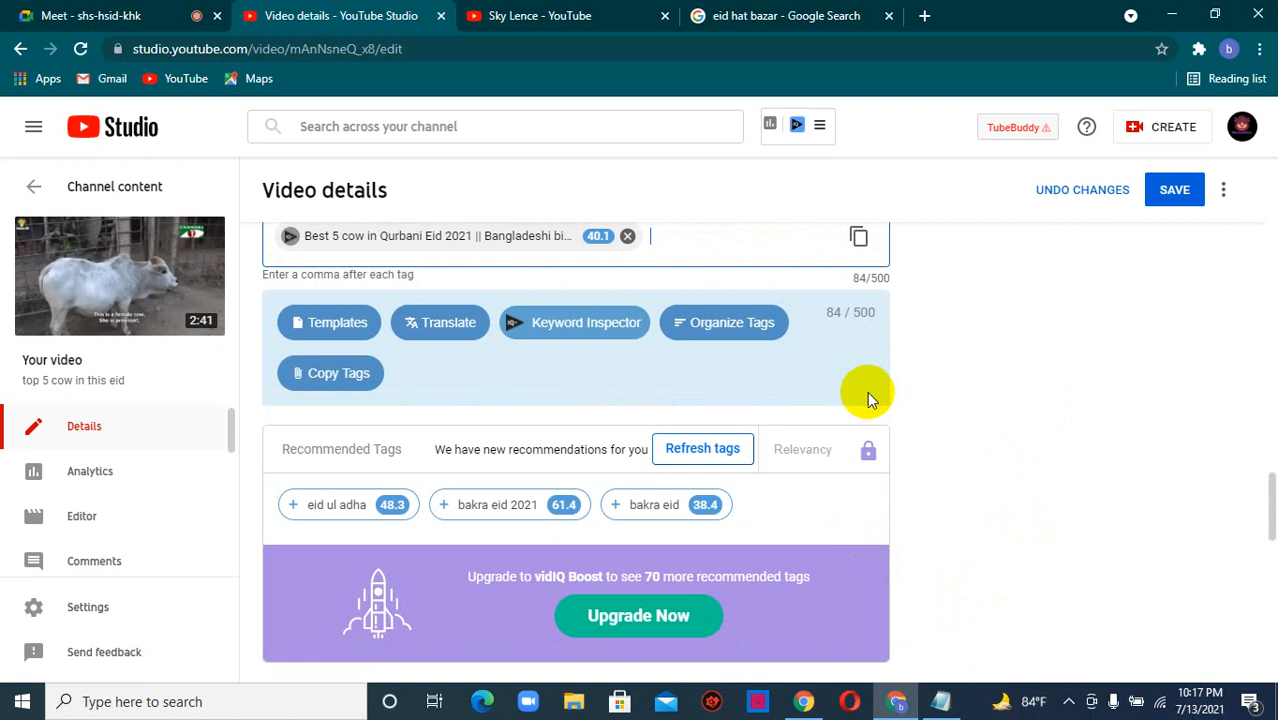 Meet - shs-hsid-khk
Video details - YouTube Studio
Sky Lence - YouTube
eid hat bazar - Google Search
studio.youtube.com/video/mAnNsneQ_x8/edit
b
Apps
Gmail
YouTube
Maps
Reading list
Studio
Search across your channel
TubeBuddy
CREATE
Channel content
Video details
UNDO CHANGES
SAVE
This is a female cow.
2:41
Your video
top 5 cow in this eid
Details
Analytics
Editor
Comments
Settings
Send feedback
Best 5 cow in Qurbani Eid 2021 || Bangladeshi bi...
40.1
Enter a comma after each tag
84/500
Templates
Translate
Keyword Inspector
Organize Tags
84 / 500
Copy Tags
Recommended Tags
We have new recommendations for you
Refresh tags
Relevancy
+ eid ul adha 48.3
+ bakra eid 2021 61.4
+ bakra eid 38.4
Upgrade to vidIQ Boost to see 70 more recommended tags
Upgrade Now
Type here to search
84°F
10:17 PM
7/13/2021
3